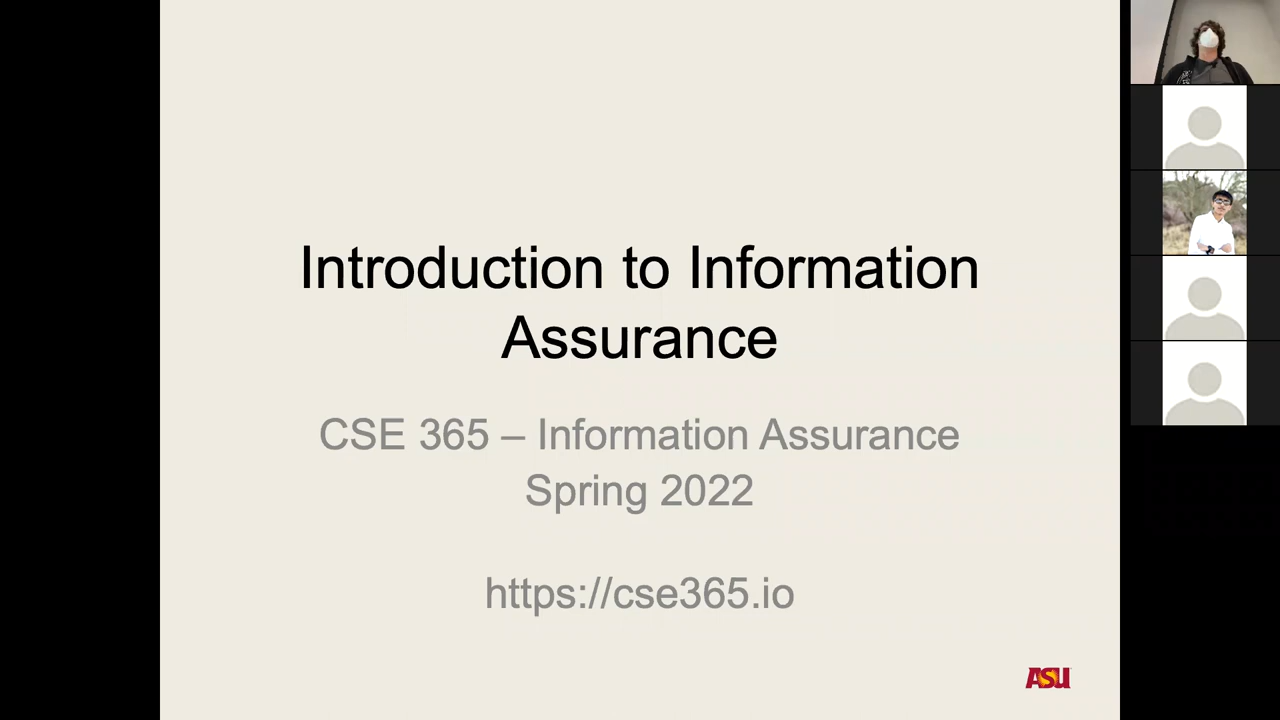 Introduction to Information
Assurance
CSE 365 – Information Assurance
Spring 2022
https://cse365.io
ASU